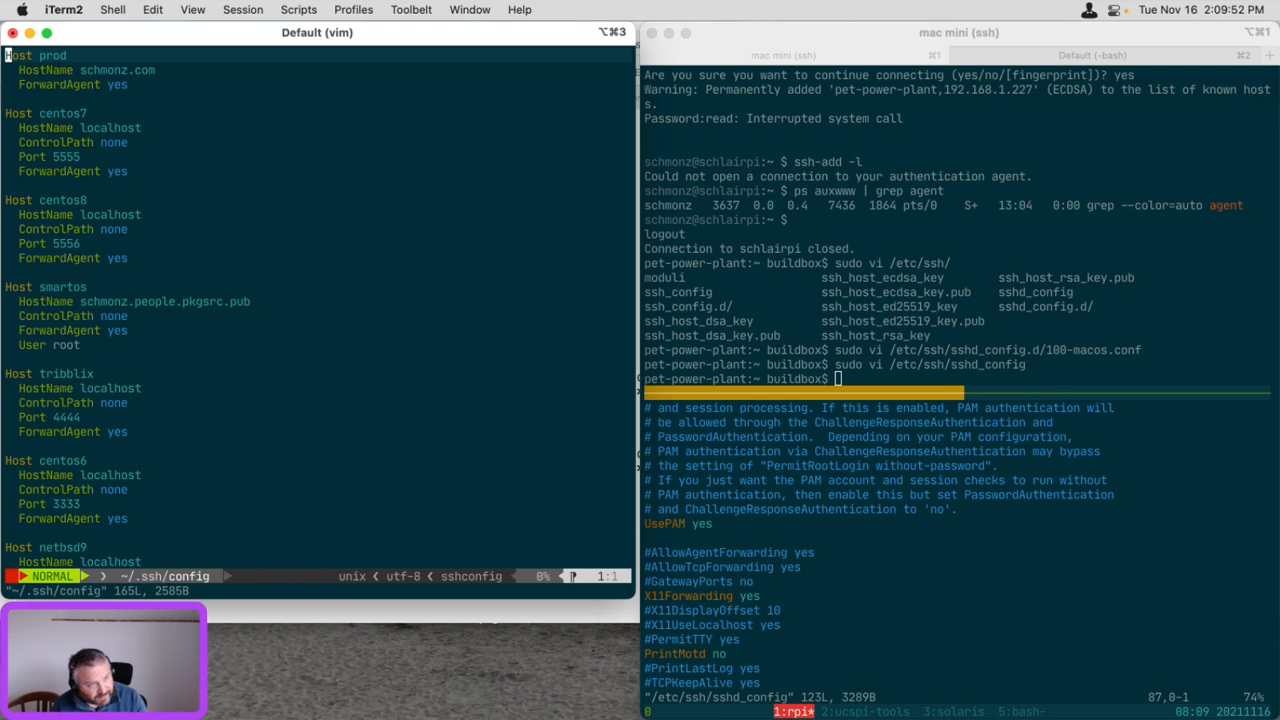 iTerm2 Shell Edit View Session Scripts Profiles Toolbelt Window Help Tue Nov 16 2:09:52 PM
Default (vim) ⌥⌘3
Host prod
HostName schmonz.com
ForwardAgent yes
Host centos7
HostName localhost
ControlPath none
Port 5555
ForwardAgent yes
Host centos8
HostName localhost
ControlPath none
Port 5556
ForwardAgent yes
Host smartos
HostName schmonz.people.pkgsrc.pub
ControlPath none
ForwardAgent yes
User root
Host tribblix
HostName localhost
ControlPath none
Port 4444
ForwardAgent yes
Host centos6
HostName localhost
ControlPath none
Port 3333
ForwardAgent yes
Host netbsd9
HostName localhost
NORMAL ~/.ssh/config unix utf-8 sshconfig 0% 1:1
"~/.ssh/config" 165L, 2585B
mac mini (ssh) ⌥⌘1
mac mini (ssh) ⌘1 Default (-bash) ⌘2 +
Are you sure you want to continue connecting (yes/no/[fingerprint])? yes
Warning: Permanently added 'pet-power-plant,192.168.1.227' (ECDSA) to the list of known host
s.
Password:read: Interrupted system call
schmonz@schlairpi:~ $ ssh-add -l
Could not open a connection to your authentication agent.
schmonz@schlairpi:~ $ ps auxwww | grep agent
schmonz 3637 0.0 0.4 7436 1864 pts/0 S+ 13:04 0:00 grep --color=auto agent
schmonz@schlairpi:~ $
logout
Connection to schlairpi closed.
pet-power-plant:~ buildbox$ sudo vi /etc/ssh/
moduli ssh_host_ecdsa_key ssh_host_rsa_key.pub
ssh_config ssh_host_ecdsa_key.pub sshd_config
ssh_config.d/ ssh_host_ed25519_key sshd_config.d/
ssh_host_dsa_key ssh_host_ed25519_key.pub
ssh_host_dsa_key.pub ssh_host_rsa_key
pet-power-plant:~ buildbox$ sudo vi /etc/ssh/sshd_config.d/100-macos.conf
pet-power-plant:~ buildbox$ sudo vi /etc/ssh/sshd_config
pet-power-plant:~ buildbox$
# and session processing. If this is enabled, PAM authentication will
# be allowed through the ChallengeResponseAuthentication and
# PasswordAuthentication. Depending on your PAM configuration,
# PAM authentication via ChallengeResponseAuthentication may bypass
# the setting of "PermitRootLogin without-password".
# If you just want the PAM account and session checks to run without
# PAM authentication, then enable this but set PasswordAuthentication
# and ChallengeResponseAuthentication to 'no'.
UsePAM yes
#AllowAgentForwarding yes
#AllowTcpForwarding yes
#GatewayPorts no
X11Forwarding yes
#X11DisplayOffset 10
#X11UseLocalhost yes
#PermitTTY yes
PrintMotd no
#PrintLastLog yes
#TCPKeepAlive yes
"/etc/ssh/sshd_config" 123L, 3289B 87,0-1 74%
0 1:rpi* 2:ucspi-tools 3:solaris 5:bash- 08:09 20211116